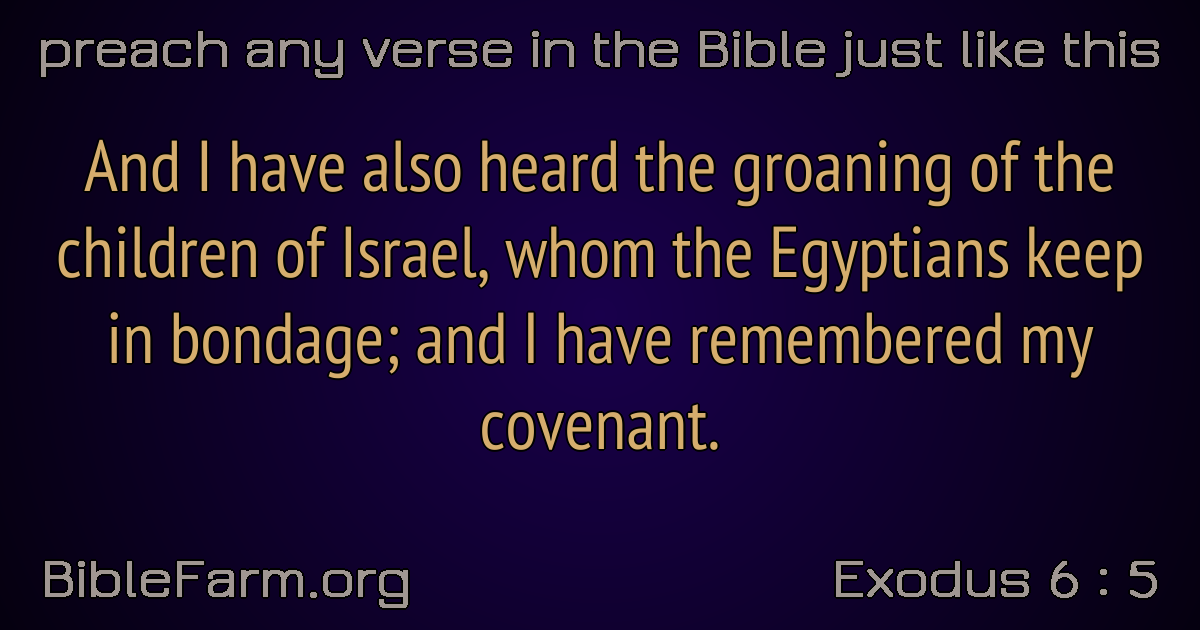 preach any verse in the Bible just like this
And I have also heard the groaning of the
children of Israel, whom the Egyptians keep
in bondage; and I have remembered my
covenant.
BibleFarm.org
Exodus 6 : 5